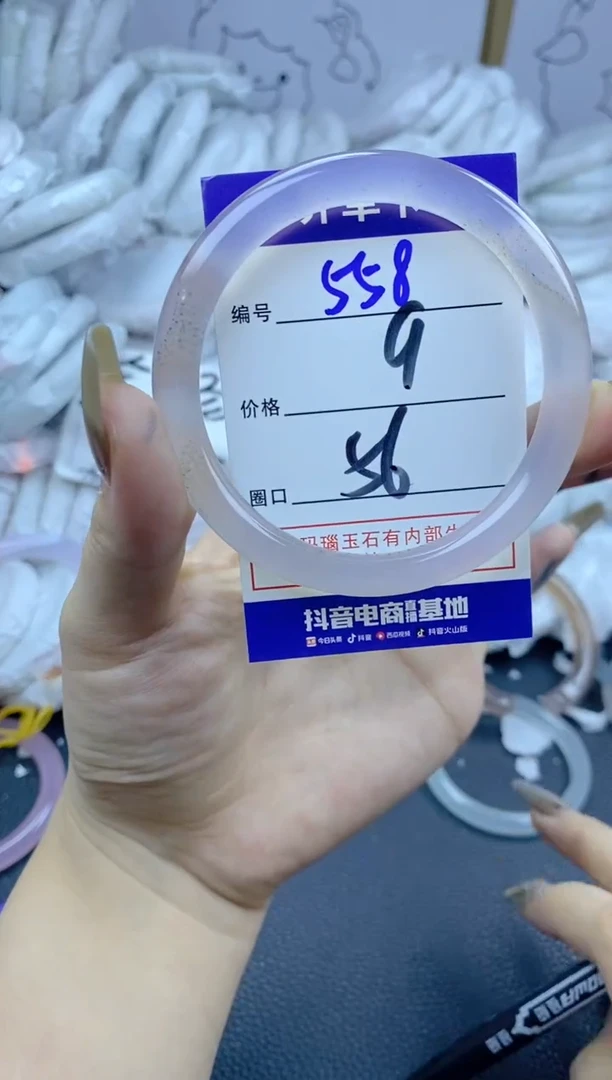 编号 558
价格 9
圈口 56
玛瑙玉石有内部生
抖音电商直播基地
今日头条 抖音 西瓜视频 抖音火山版